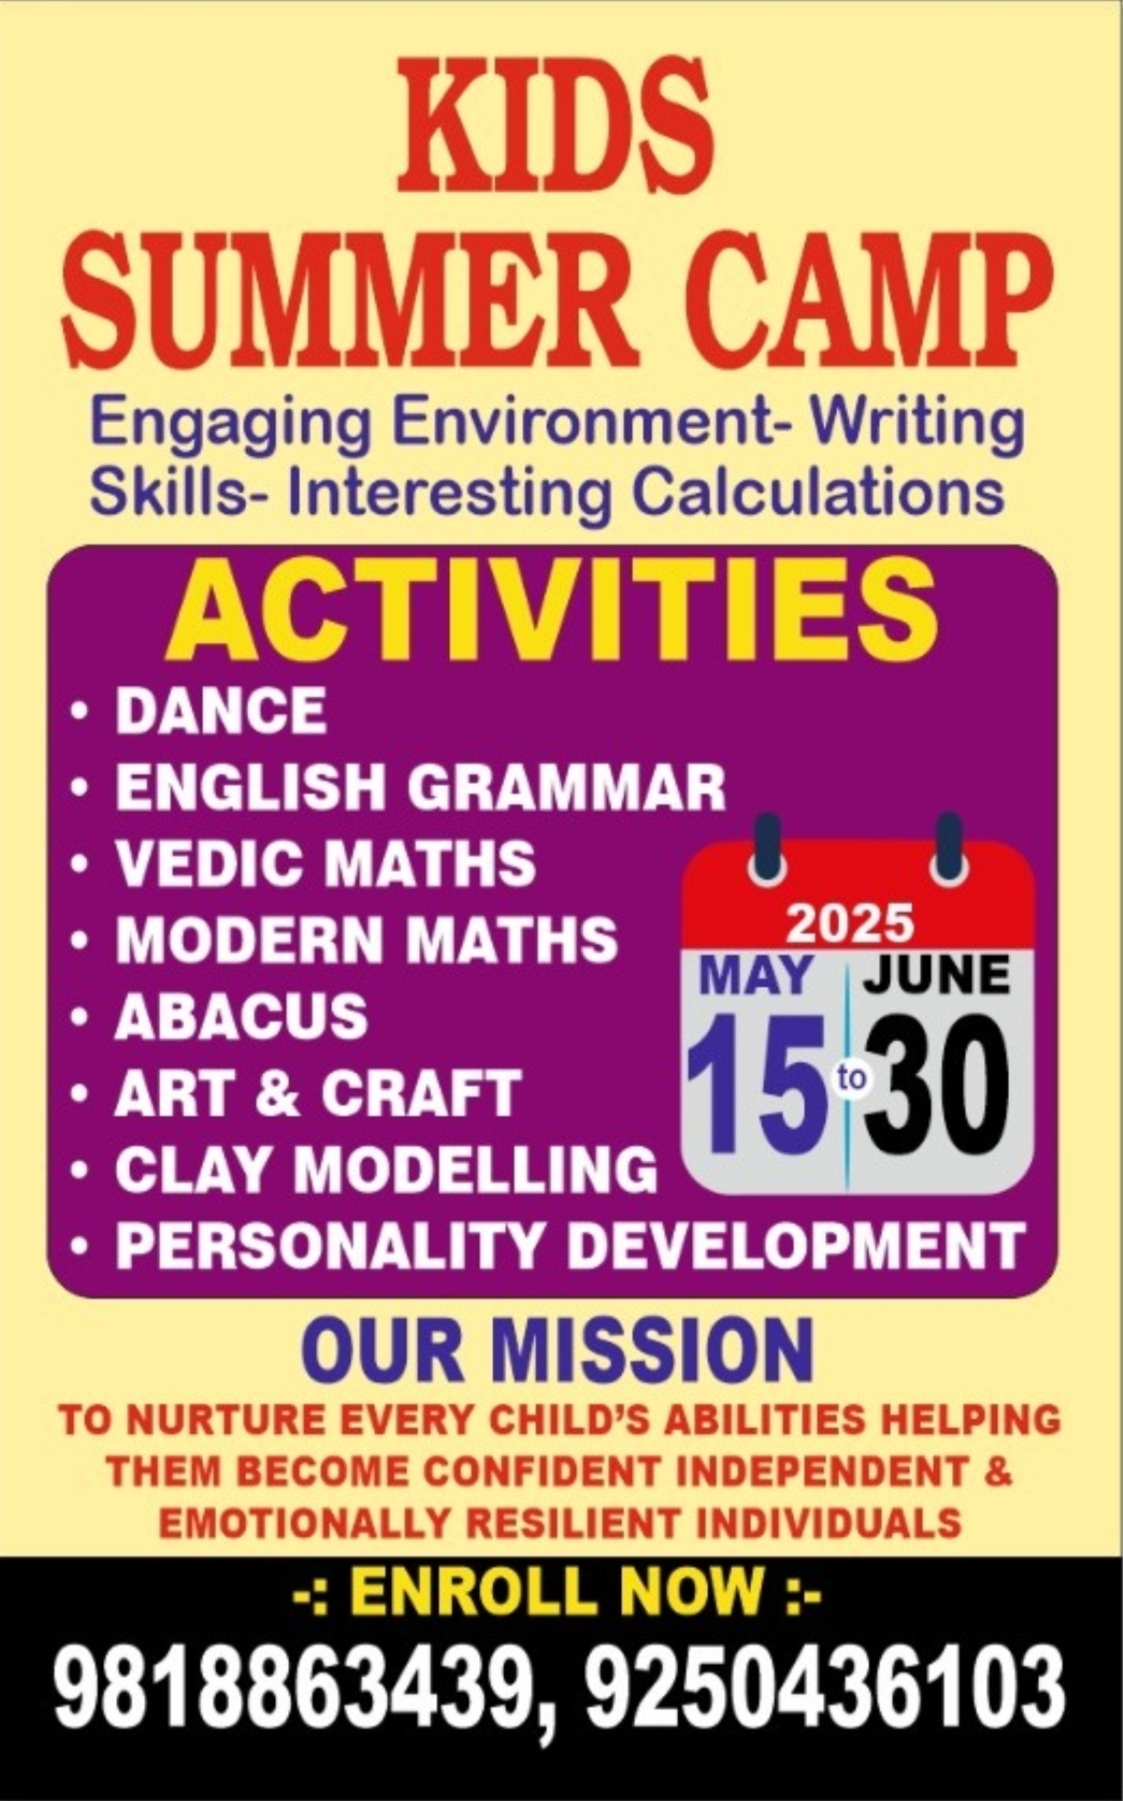 KIDS
SUMMER CAMP
Engaging Environment- Writing
Skills- Interesting Calculations
ACTIVITIES
• DANCE
• ENGLISH GRAMMAR
• VEDIC MATHS
• MODERN MATHS
• ABACUS
• ART & CRAFT
• CLAY MODELLING
• PERSONALITY DEVELOPMENT
2025
MAY JUNE
15 to 30
OUR MISSION
TO NURTURE EVERY CHILD'S ABILITIES HELPING
THEM BECOME CONFIDENT INDEPENDENT &
EMOTIONALLY RESILIENT INDIVIDUALS
-: ENROLL NOW :-
9818863439, 9250436103